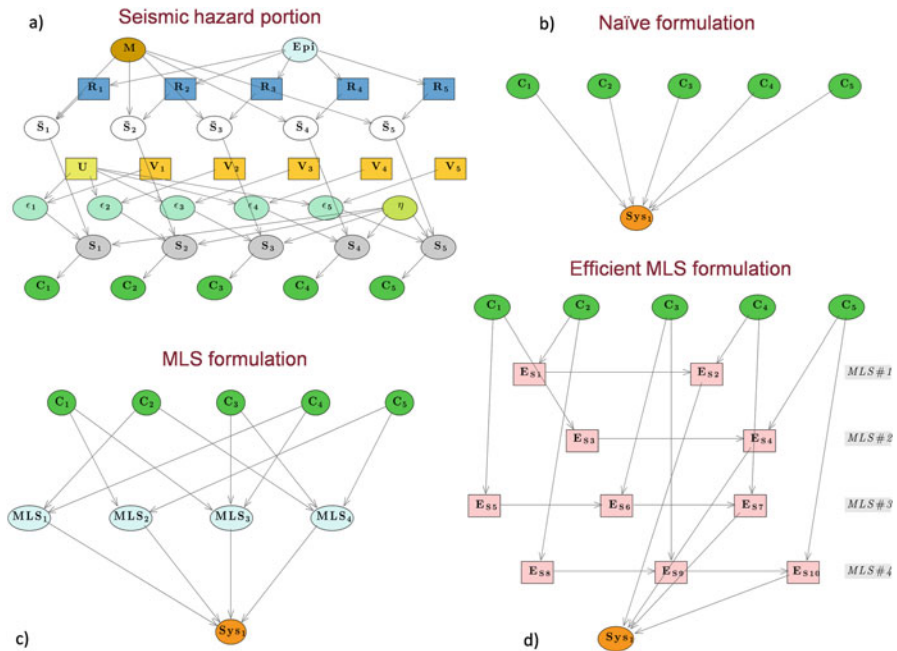 a)
Seismic hazard portion
M
Epi
R1 R2 R3 R4 R5
S̄1 S̄2 S̄3 S̄4 S̄5
U V1 V2 V3 V4 V5
ϵ1 ϵ2 ϵ3 ϵ4 ϵ5 η
S1 S2 S3 S4 S5
C1 C2 C3 C4 C5
b)
Naïve formulation
C1 C2 C3 C4 C5
Sys1
MLS formulation
C1 C2 C3 C4 C5
MLS1 MLS2 MLS3 MLS4
Sys1
c)
Efficient MLS formulation
C1 C2 C3 C4 C5
ES1 ES2 MLS#1
ES3 ES4 MLS#2
ES5 ES6 ES7 MLS#3
ES8 ES9 ES10 MLS#4
Sys1
d)